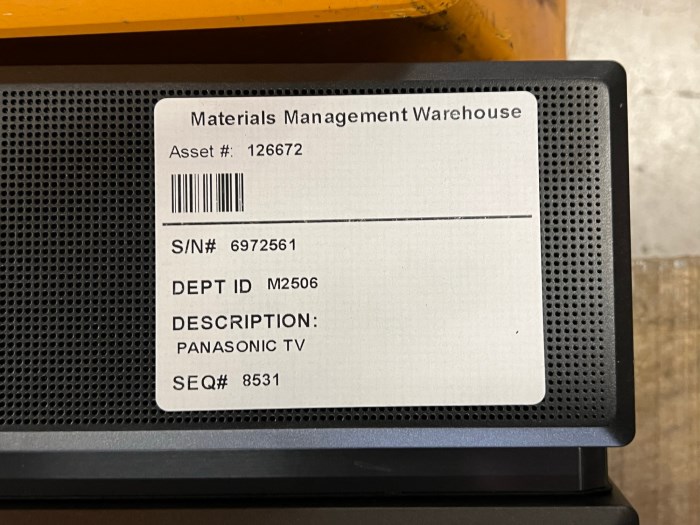 Materials Management Warehouse
Asset #: 126672
S/N# 6972561
DEPT ID M2506
DESCRIPTION:
PANASONIC TV
SEQ# 8531